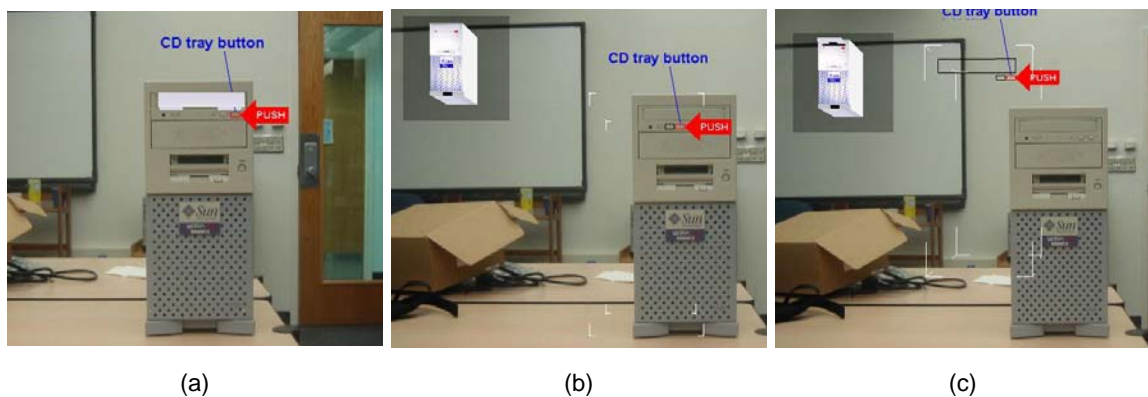 CD tray button
PUSH
Sun
CD tray button
PUSH
Sun
CD tray button
PUSH
Sun
(a)
(b)
(c)